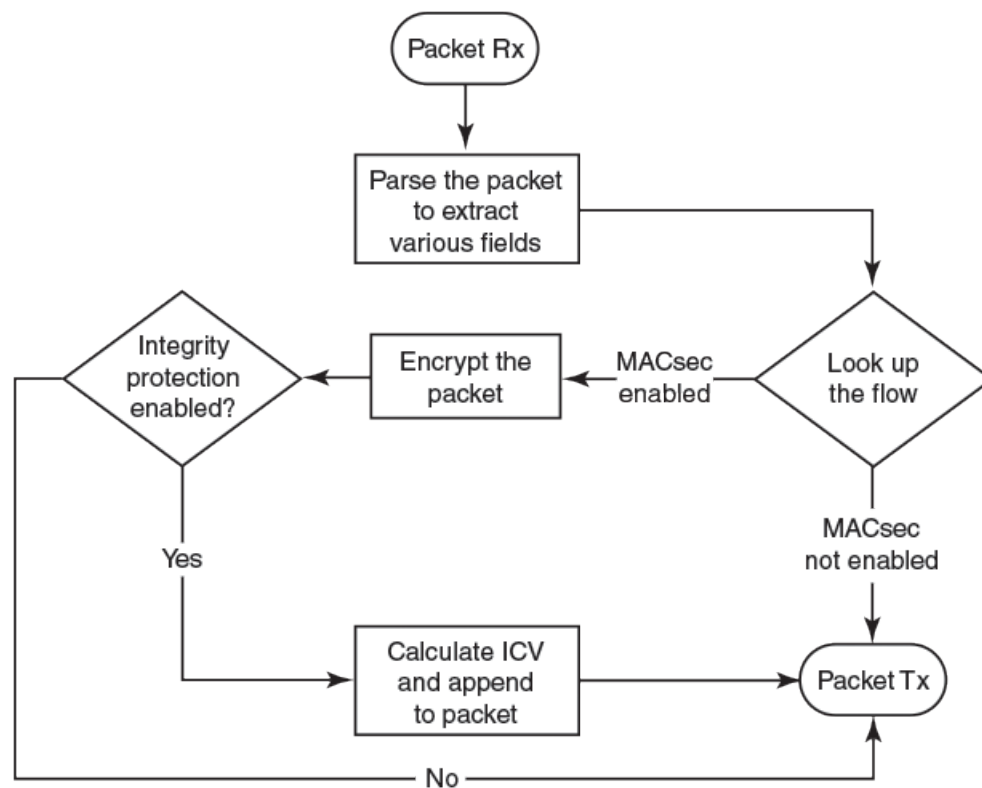 Packet Rx
Parse the packet
to extract
various fields
Look up
the flow
MACsec
enabled
Encrypt the
packet
Integrity
protection
enabled?
MACsec
not enabled
Yes
Calculate ICV
and append
to packet
Packet Tx
No